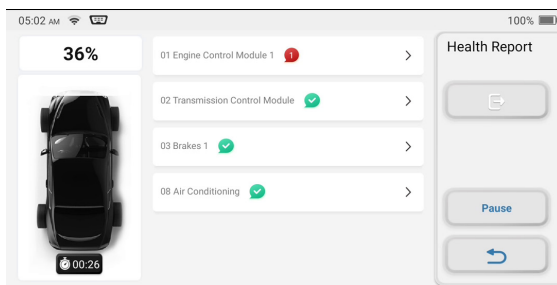 05:02 AM
100%
36%
01 Engine Control Module 1 1
02 Transmission Control Module
03 Brakes 1
08 Air Conditioning
00:26
Health Report
Pause